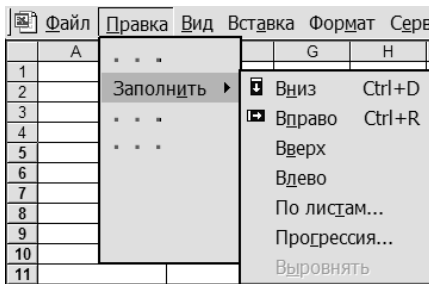 Файл Правка Вид Вставка Формат Серв
A G H
1
2 Заполнить Вниз Ctrl+D
3 Вправо Ctrl+R
4
5 Вверх
6
7 Влево
8 По листам...
9 Прогрессия...
10
11 Выровнять